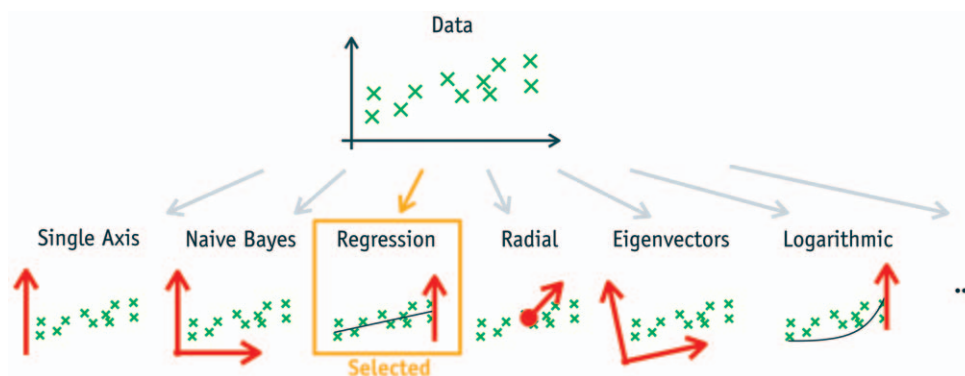 Data
Single Axis
Naive Bayes
Regression
Radial
Eigenvectors
Logarithmic
...
Selected